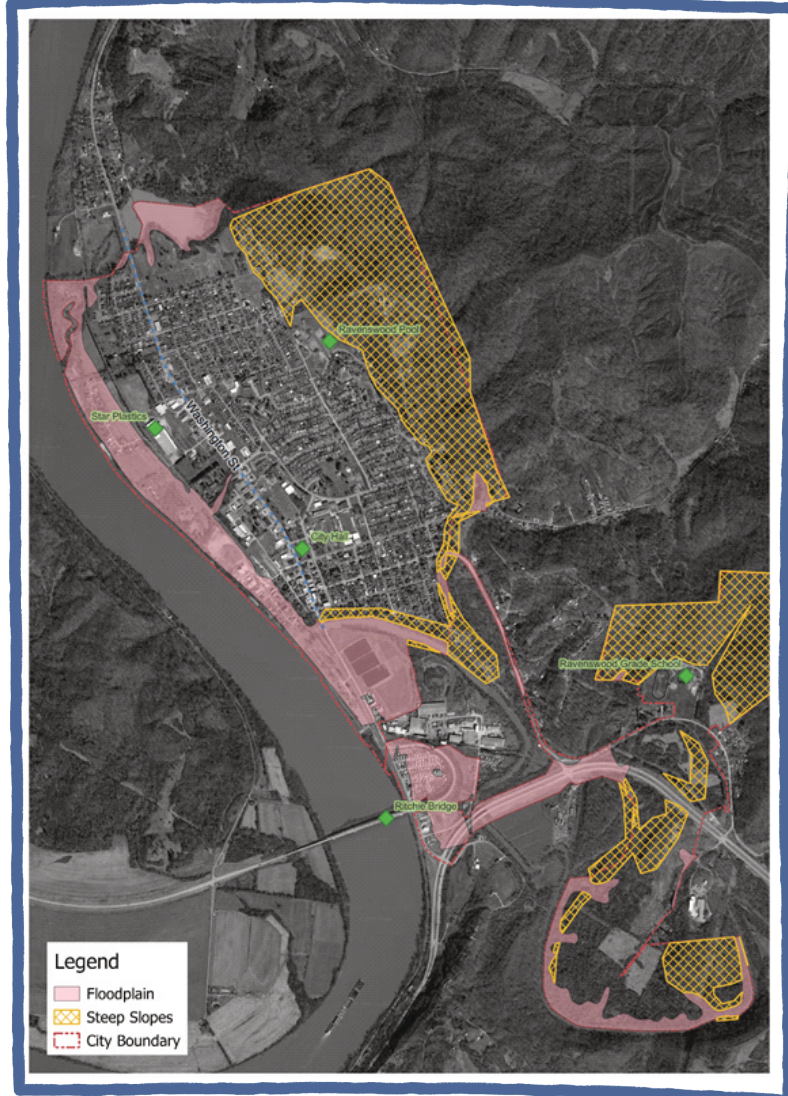 Ravenswood Pool
Star Plastics
Washington St
City Hall
Ravenswood Grade School
Ritchie Bridge
Legend
Floodplain
Steep Slopes
City Boundary